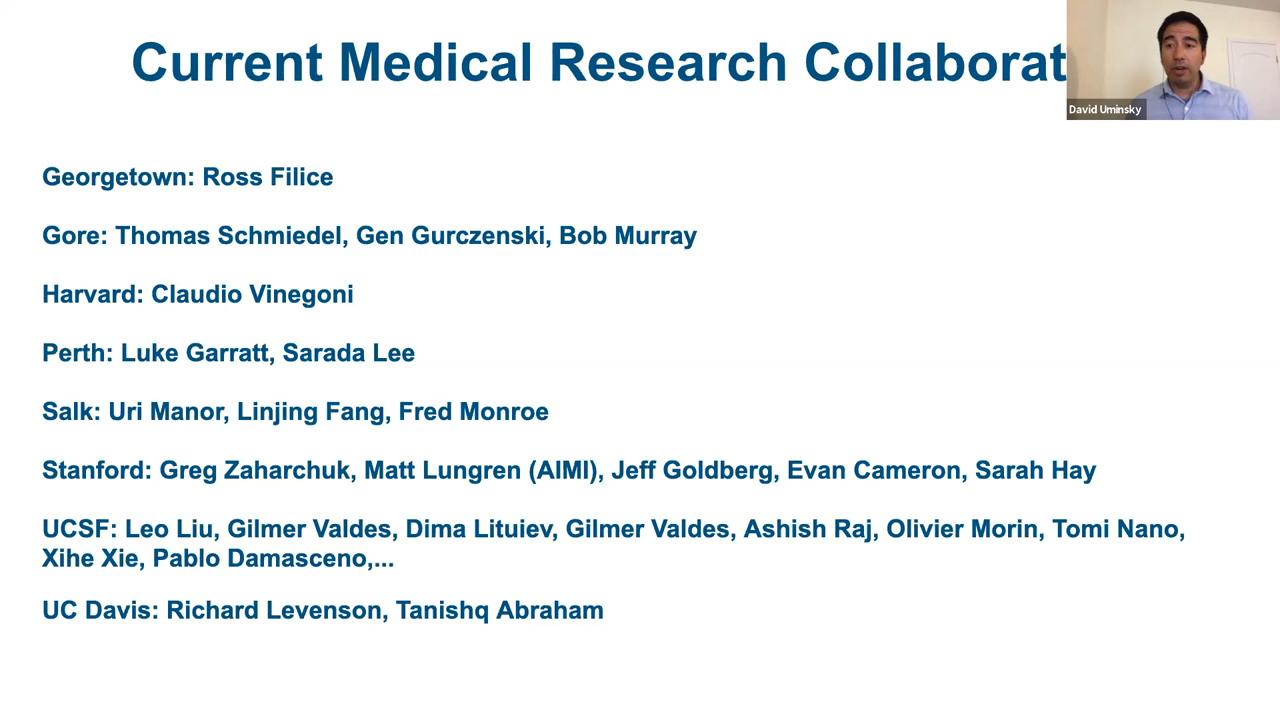 Current Medical Research Collaborat
David Uminsky
Georgetown: Ross Filice
Gore: Thomas Schmiedel, Gen Gurczenski, Bob Murray
Harvard: Claudio Vinegoni
Perth: Luke Garratt, Sarada Lee
Salk: Uri Manor, Linjing Fang, Fred Monroe
Stanford: Greg Zaharchuk, Matt Lungren (AIMI), Jeff Goldberg, Evan Cameron, Sarah Hay
UCSF: Leo Liu, Gilmer Valdes, Dima Lituiev, Gilmer Valdes, Ashish Raj, Olivier Morin, Tomi Nano,
Xihe Xie, Pablo Damasceno,...
UC Davis: Richard Levenson, Tanishq Abraham